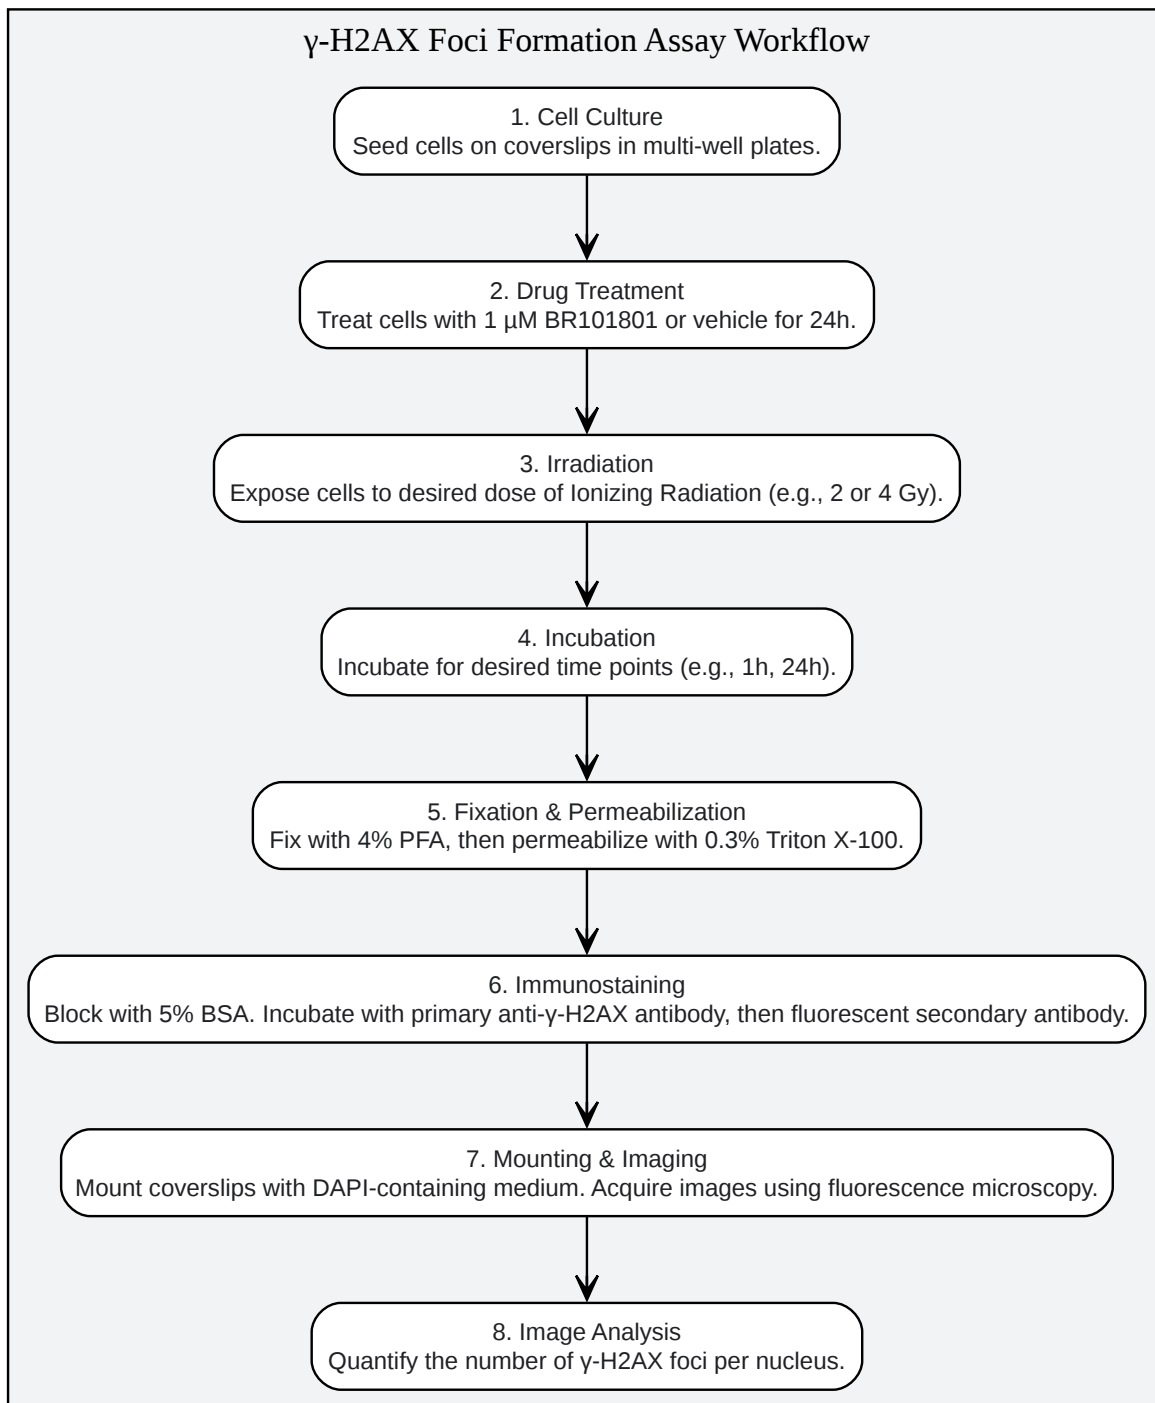 γ-H2AX Foci Formation Assay Workflow
1. Cell Culture
Seed cells on coverslips in multi-well plates.
2. Drug Treatment
Treat cells with 1 µM BR101801 or vehicle for 24h.
3. Irradiation
Expose cells to desired dose of Ionizing Radiation (e.g., 2 or 4 Gy).
4. Incubation
Incubate for desired time points (e.g., 1h, 24h).
5. Fixation & Permeabilization
Fix with 4% PFA, then permeabilize with 0.3% Triton X-100.
6. Immunostaining
Block with 5% BSA. Incubate with primary anti-γ-H2AX antibody, then fluorescent secondary antibody.
7. Mounting & Imaging
Mount coverslips with DAPI-containing medium. Acquire images using fluorescence microscopy.
8. Image Analysis
Quantify the number of γ-H2AX foci per nucleus.